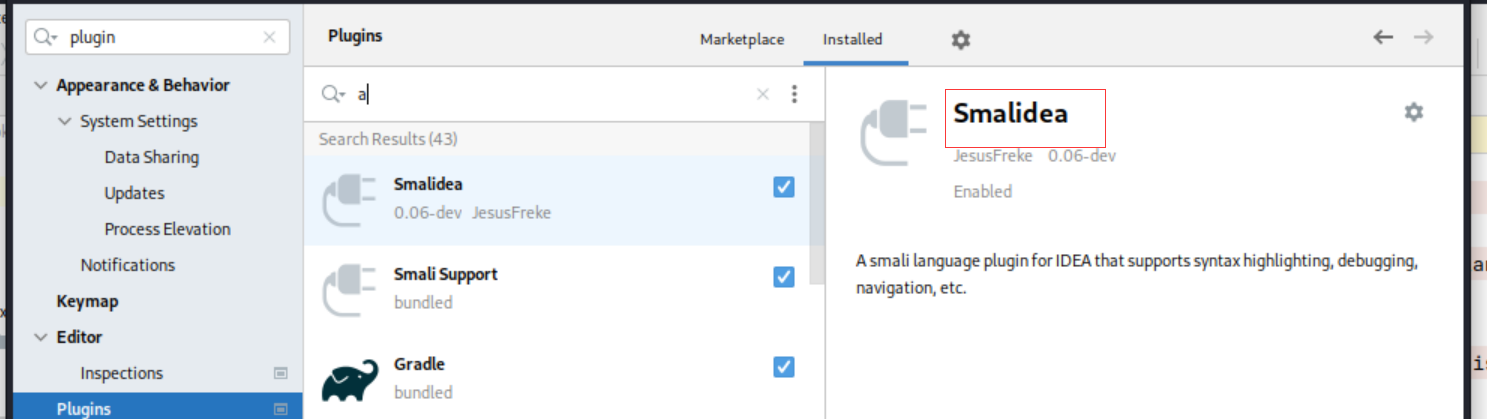 plugin
Appearance & Behavior
System Settings
Data Sharing
Updates
Process Elevation
Notifications
Keymap
Editor
Inspections
Plugins
Plugins
Marketplace
Installed
a
Search Results (43)
Smalidea
0.06-dev JesusFreke
Smali Support
bundled
Gradle
bundled
Smalidea
JesusFreke 0.06-dev
Enabled
A smali language plugin for IDEA that supports syntax highlighting, debugging,
navigation, etc.